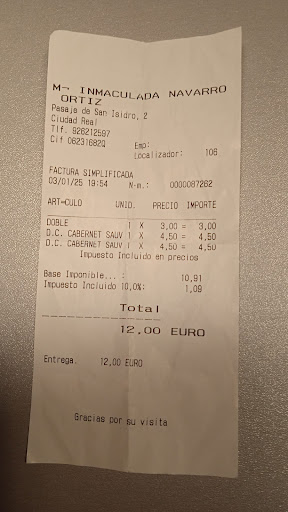 M¬ INMACULADA NAVARRO
ORTIZ
Pasaje de San Isidro, 2
Ciudad Real
Tlf. 926212597
Cif 06231682Q
Emp:
Localizador: 106
FACTURA SIMPLIFICADA
03/01/25 19:54 N-m.: 0000087262
ART=CULO UNID. PRECIO IMPORTE
DOBLE 1 X 3,00 = 3,00
D.C. CABERNET SAUV 1 X 4,50 = 4,50
D.C. CABERNET SAUV 1 X 4,50 = 4,50
Impuesto Incluido en precios
Base Imponible... : 10,91
Impuesto Incluido 10,0%: 1,09
Total
12,00 EURO
Entrega. 12,00 EURO
Gracias por su visita